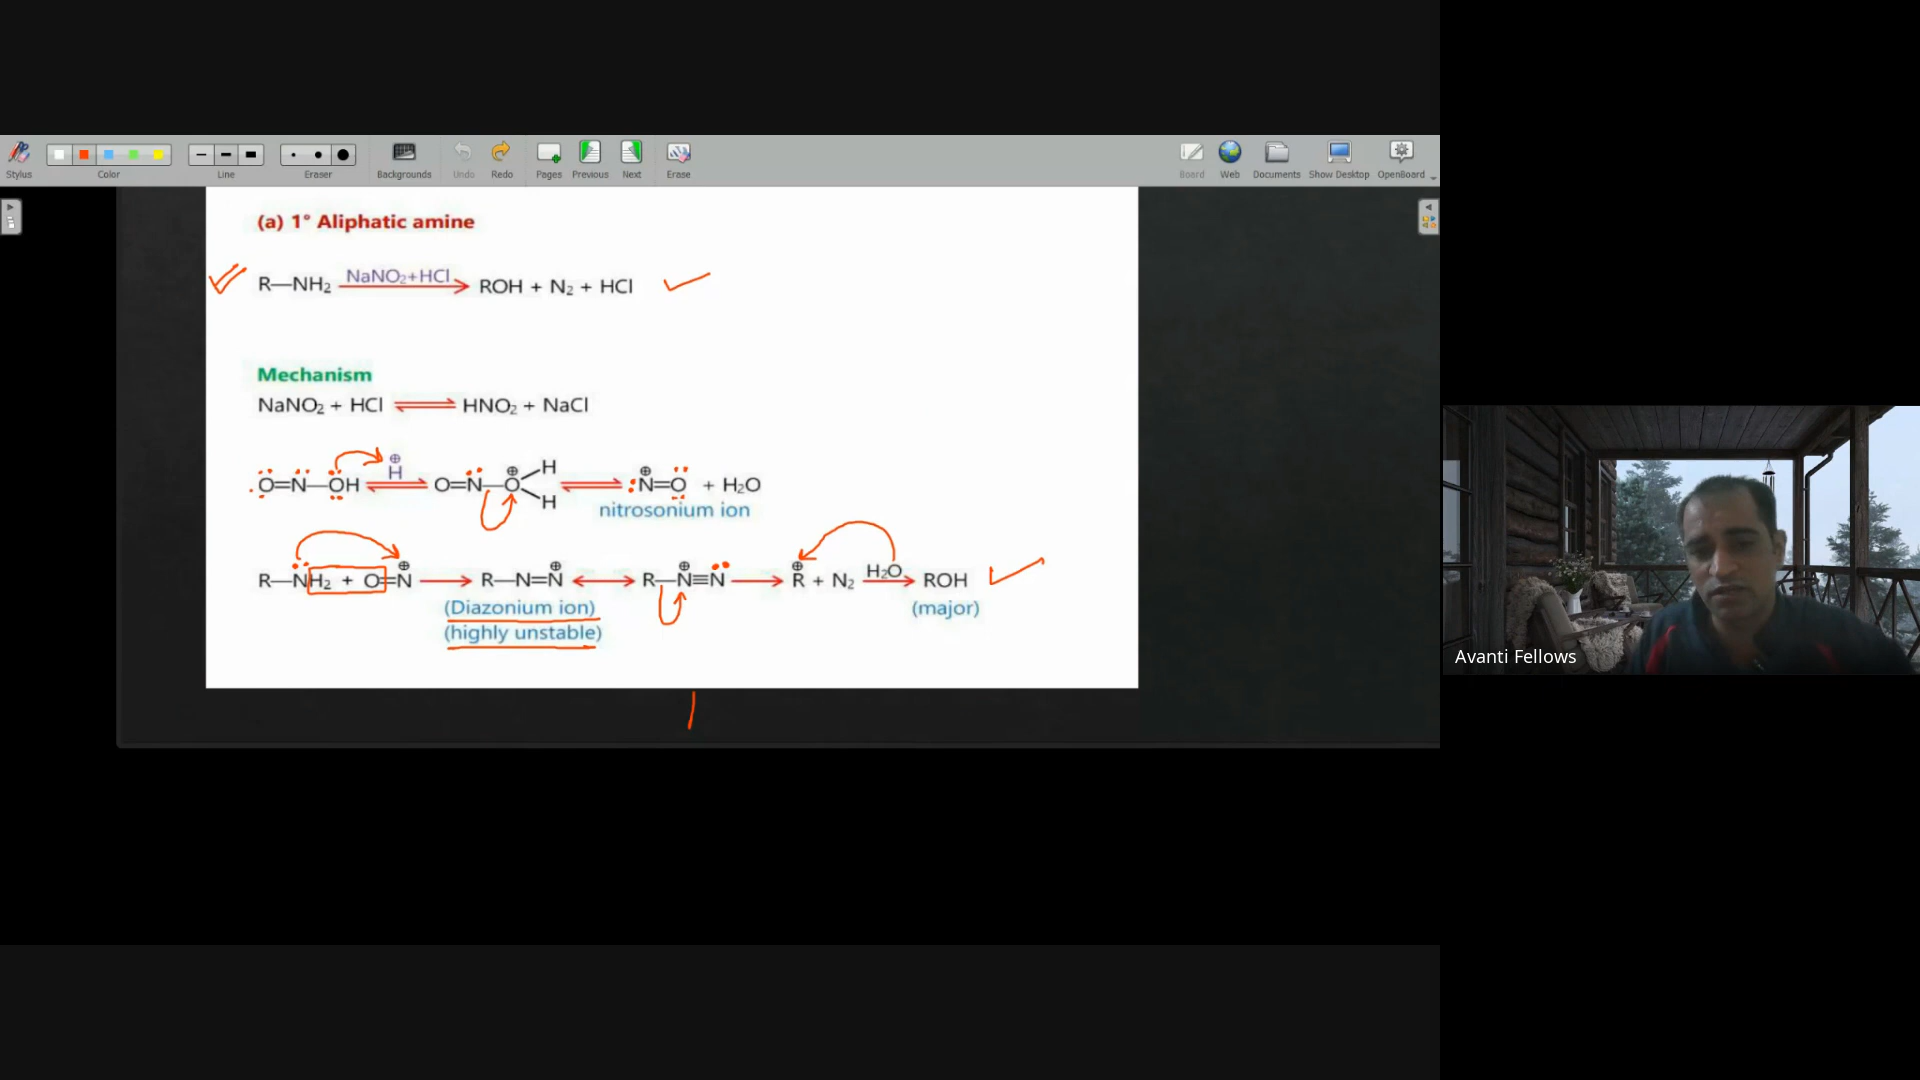 Stylus Color Line Eraser Backgrounds Undo Redo Pages Previous Next Erase Board Web Documents Show Desktop OpenBoard
(a) 1° Aliphatic amine
R—NH₂ NaNO₂+HCl ROH + N₂ + HCl
Mechanism
NaNO₂ + HCl ⇌ HNO₂ + NaCl
O=N—OH ⇌ H⊕ O=N—O⊕ H H ⇌ :N⊕=O + H₂O
nitrosonium ion
R—NH₂ + O=N⊕ → R—N=N⊕ ↔ R—N⊕≡N → R⊕ + N₂ H₂O → ROH
(Diazonium ion) (major)
(highly unstable)
Avanti Fellows